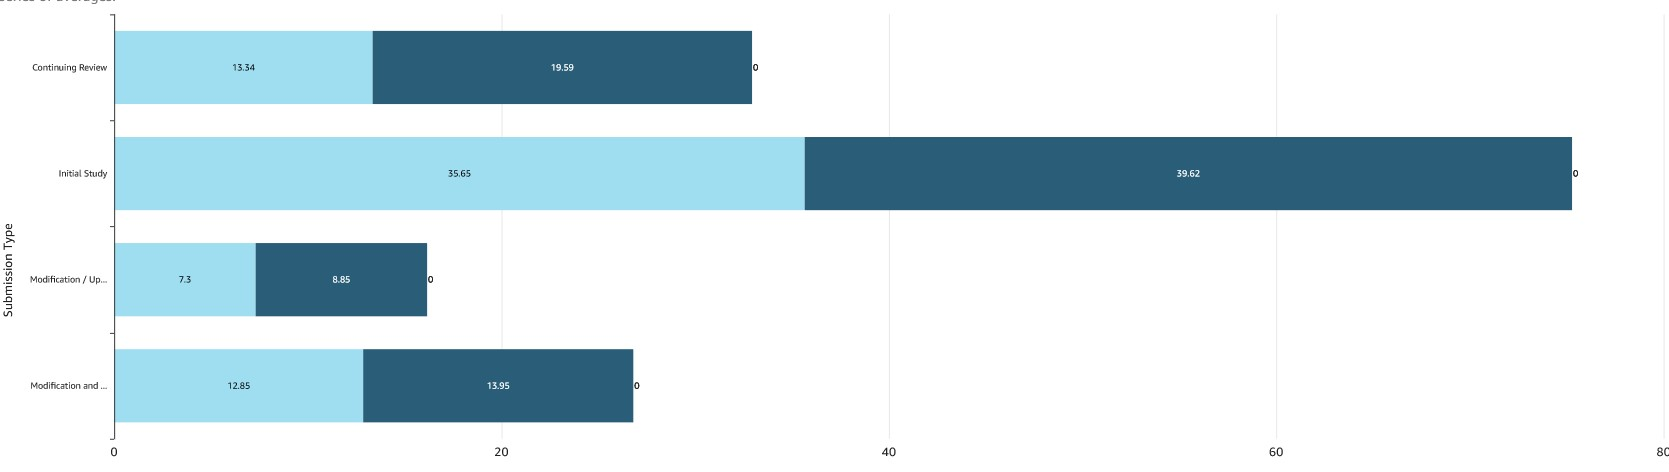 averages.
Continuing Review 13.34 19.59 0
Initial Study 35.65 39.62 0
Modification / Up... 7.3 8.85 0
Modification and ... 12.85 13.95 0
Submission Type
0 20 40 60 80